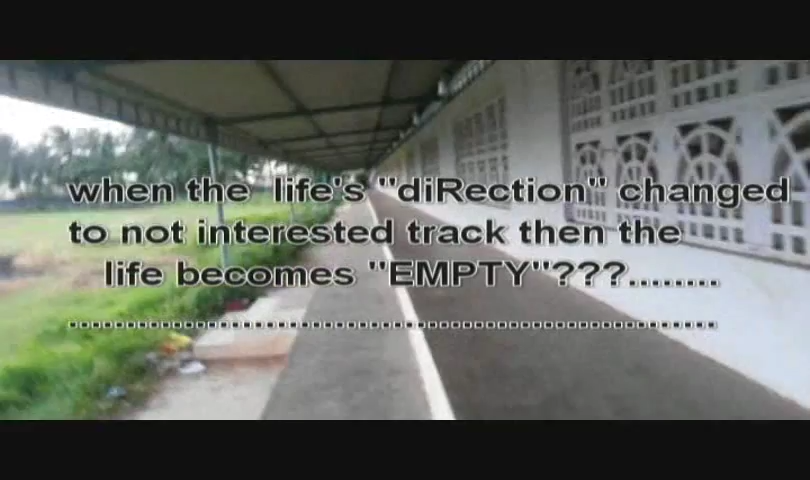 when the life's "diRection" changed
to not interested track then the
life becomes "EMPTY"???........
.......................................................